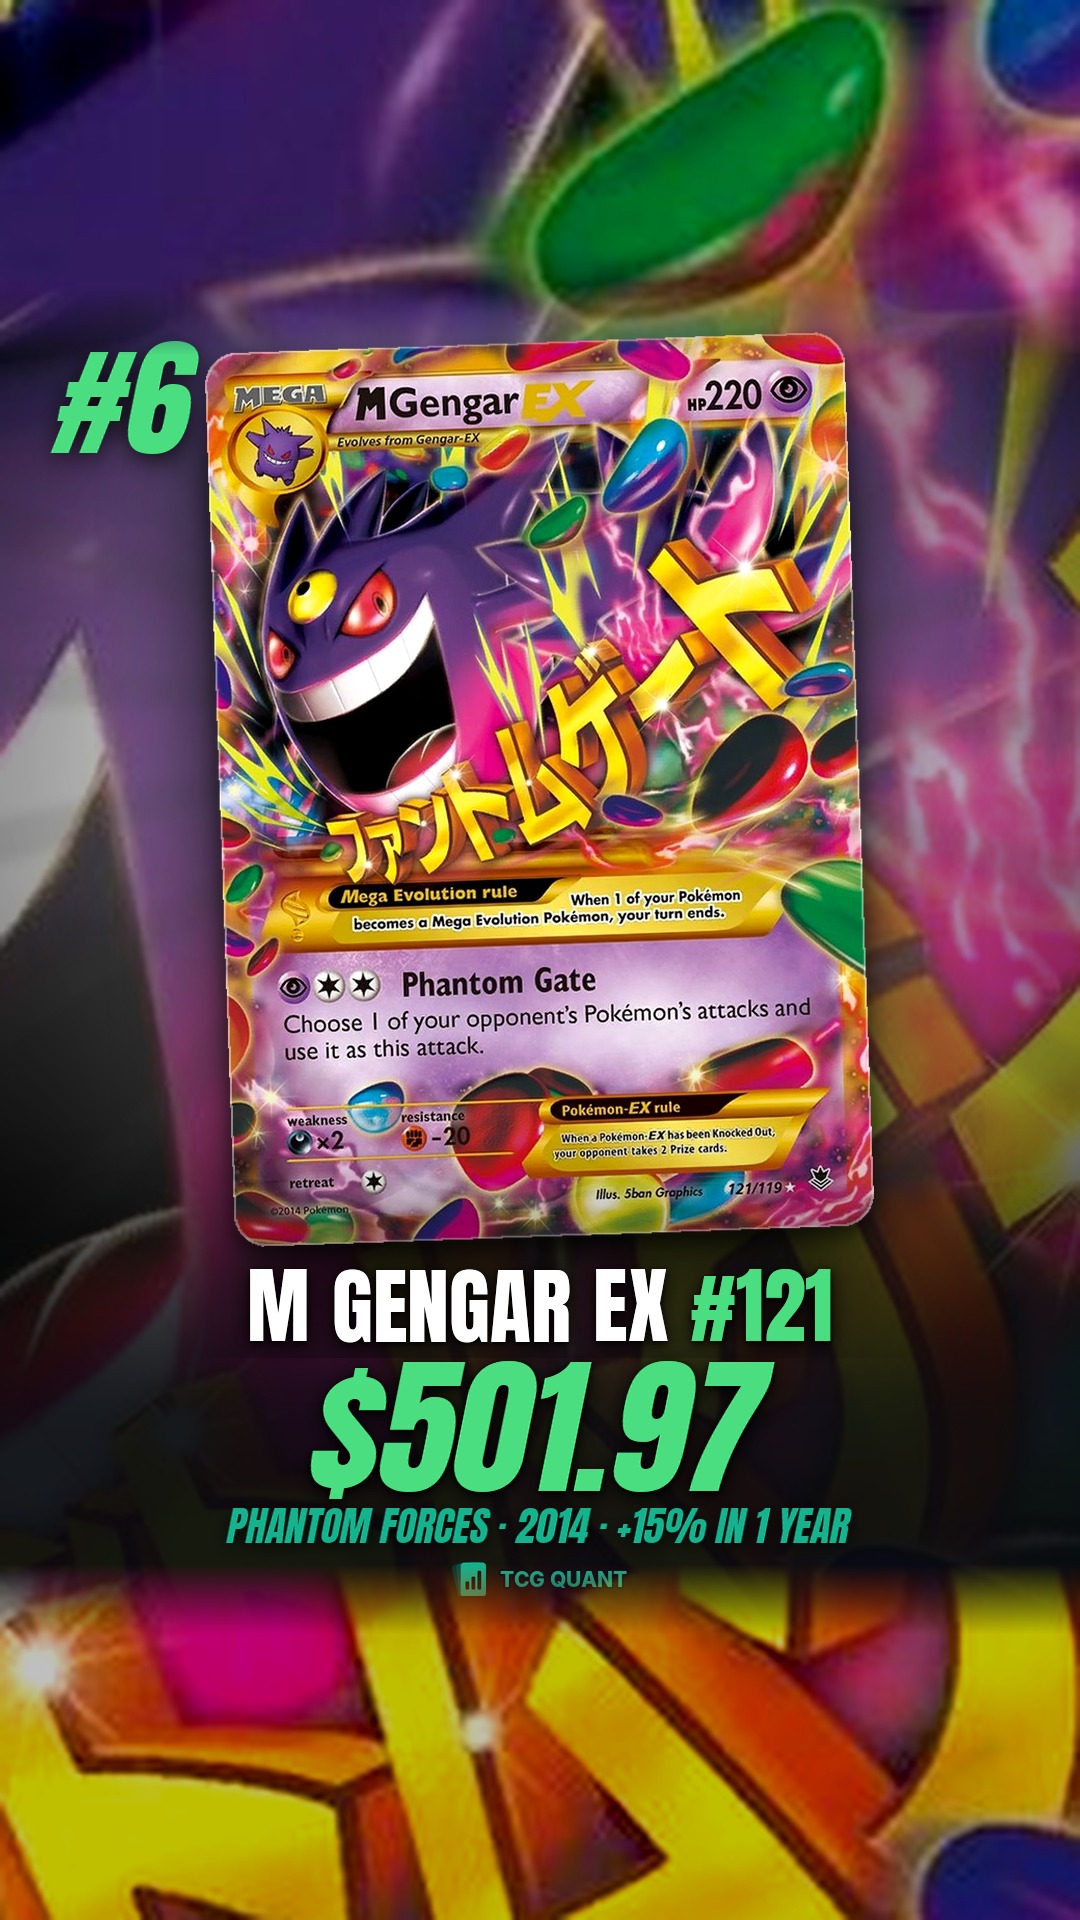 #6
MEGA
M Gengar EX
HP220
Evolves from Gengar-EX
ファントムゲート
Mega Evolution rule
When 1 of your Pokémon
becomes a Mega Evolution Pokémon, your turn ends.
Phantom Gate
Choose 1 of your opponent's Pokémon's attacks and
use it as this attack.
weakness
×2
resistance
-20
retreat
Pokémon-EX rule
When a Pokémon-EX has been Knocked Out,
your opponent takes 2 Prize cards.
Illus. 5ban Graphics
121/119
©2014 Pokémon
M GENGAR EX #121
$501.97
PHANTOM FORCES · 2014 · +15% IN 1 YEAR
TCG QUANT